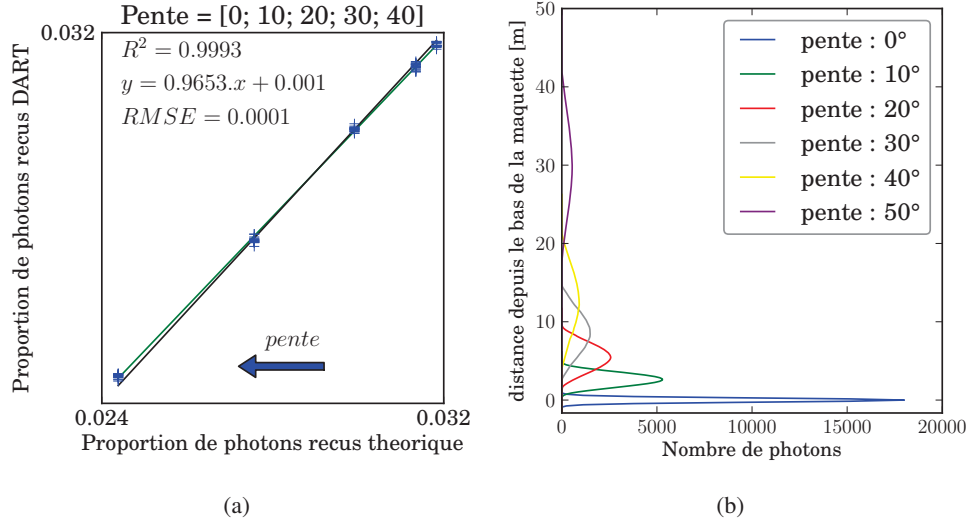 Pente = [0; 10; 20; 30; 40]
0.032
R² = 0.9993
y = 0.9653.x + 0.001
RMSE = 0.0001
Proportion de photons recus DART
pente
0.024
0.032
Proportion de photons recus theorique
(a)
50
40
30
20
10
0
distance depuis le bas de la maquette [m]
pente : 0°
pente : 10°
pente : 20°
pente : 30°
pente : 40°
pente : 50°
0
5000
10000
15000
20000
Nombre de photons
(b)